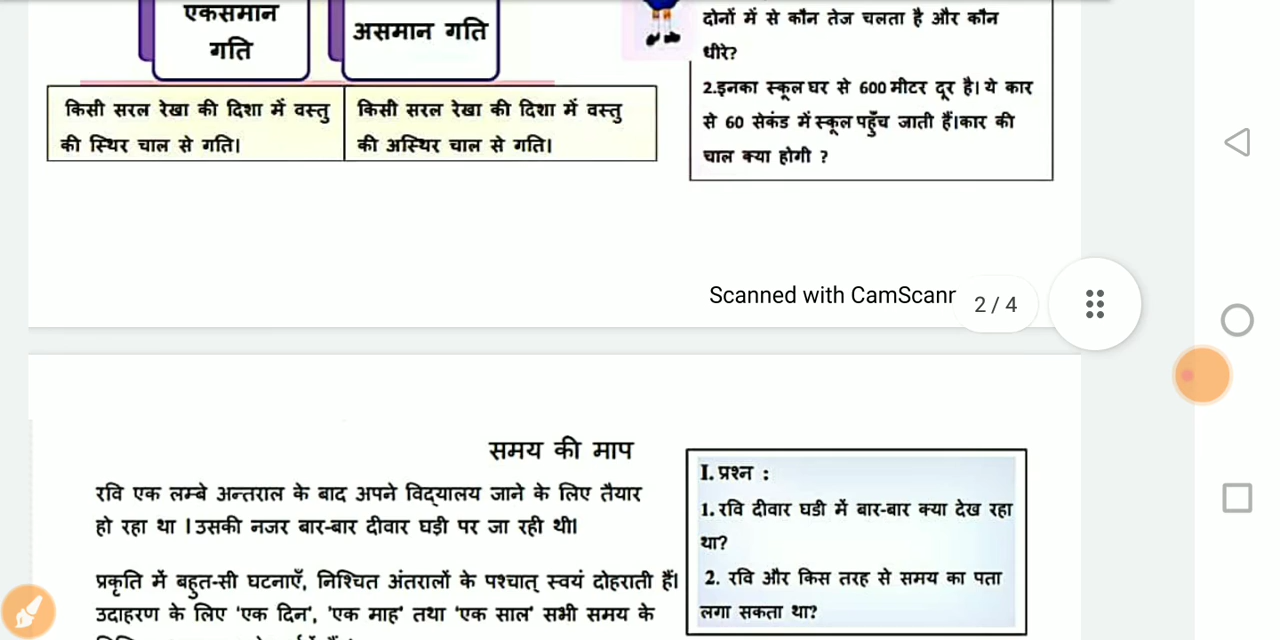 एकसमान
गति
असमान गति
किसी सरल रेखा की दिशा में वस्तु
की स्थिर चाल से गति।
किसी सरल रेखा की दिशा में वस्तु
की अस्थिर चाल से गति।
दोनों में से कौन तेज चलता है और कौन
धीरे?
2.इनका स्कूल घर से 600 मीटर दूर है। ये कार
से 60 सेकंड में स्कूल पहुँच जाती हैं।कार की
चाल क्या होगी ?
Scanned with CamScanr
2 / 4
समय की माप
रवि एक लम्बे अन्तराल के बाद अपने विद्यालय जाने के लिए तैयार
हो रहा था ।उसकी नजर बार-बार दीवार घड़ी पर जा रही थी।
प्रकृति में बहुत-सी घटनाएँ, निश्चित अंतरालों के पश्चात् स्वयं दोहराती हैं।
उदाहरण के लिए 'एक दिन', 'एक माह' तथा 'एक साल' सभी समय के
I. प्रश्न :
1. रवि दीवार घडी में बार-बार क्या देख रहा
था?
2. रवि और किस तरह से समय का पता
लगा सकता था?